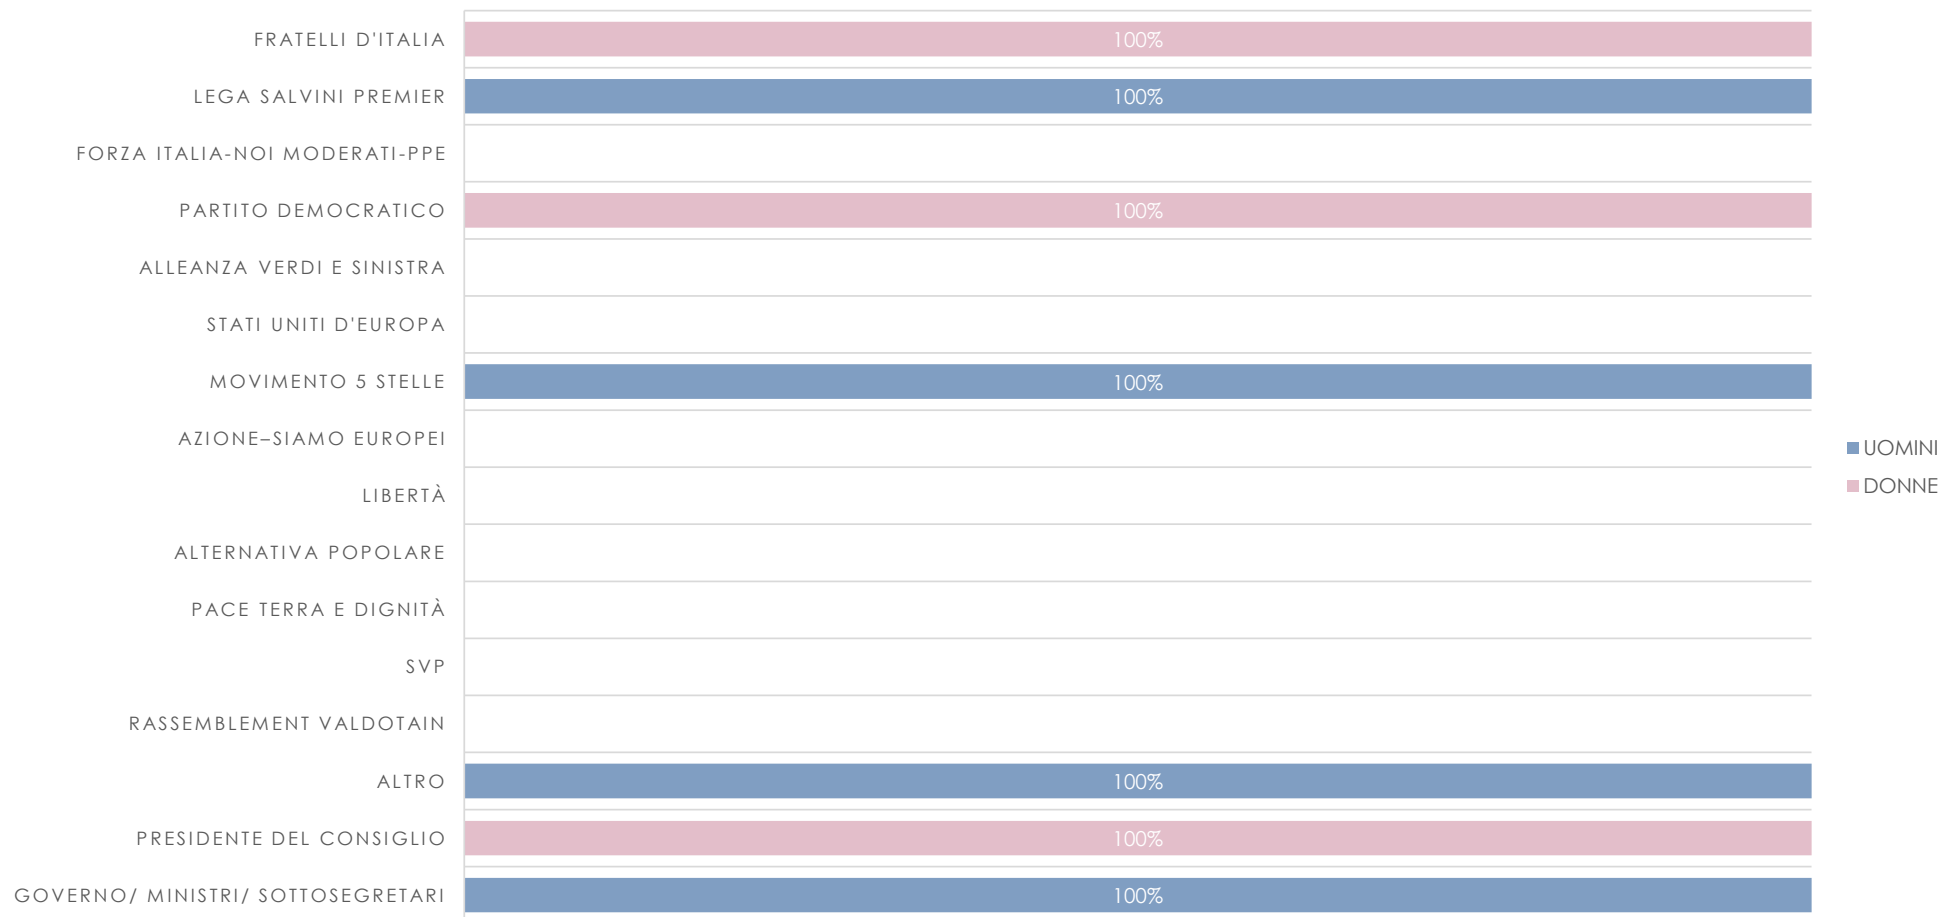 FRATELLI D'ITALIA 100%
LEGA SALVINI PREMIER 100%
FORZA ITALIA-NOI MODERATI-PPE
PARTITO DEMOCRATICO 100%
ALLEANZA VERDI E SINISTRA
STATI UNITI D'EUROPA
MOVIMENTO 5 STELLE 100%
AZIONE–SIAMO EUROPEI
LIBERTÀ
ALTERNATIVA POPOLARE
PACE TERRA E DIGNITÀ
SVP
RASSEMBLEMENT VALDOTAIN
ALTRO 100%
PRESIDENTE DEL CONSIGLIO 100%
GOVERNO/ MINISTRI/ SOTTOSEGRETARI 100%
UOMINI
DONNE